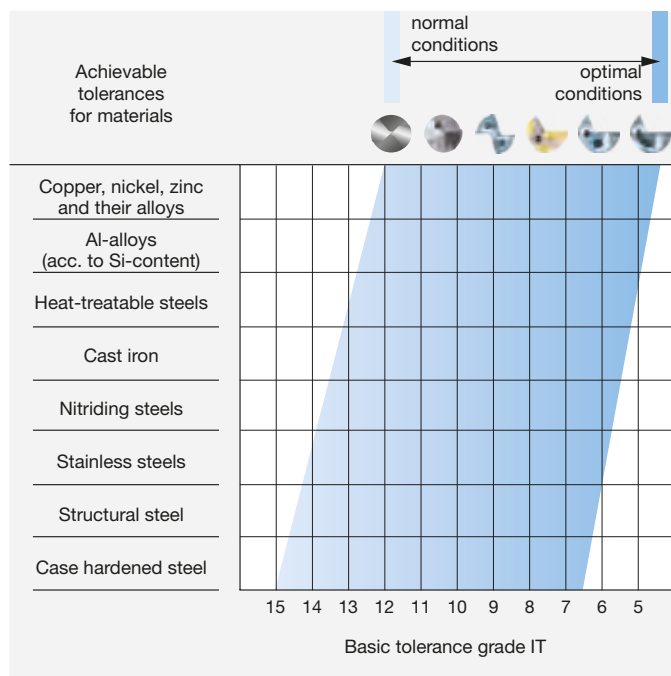 normal
conditions
Achievable
tolerances
for materials
optimal
conditions
Copper, nickel, zinc
and their alloys
Al-alloys
(acc. to Si-content)
Heat-treatable steels
Cast iron
Nitriding steels
Stainless steels
Structural steel
Case hardened steel
15 14 13 12 11 10 9 8 7 6 5
Basic tolerance grade IT